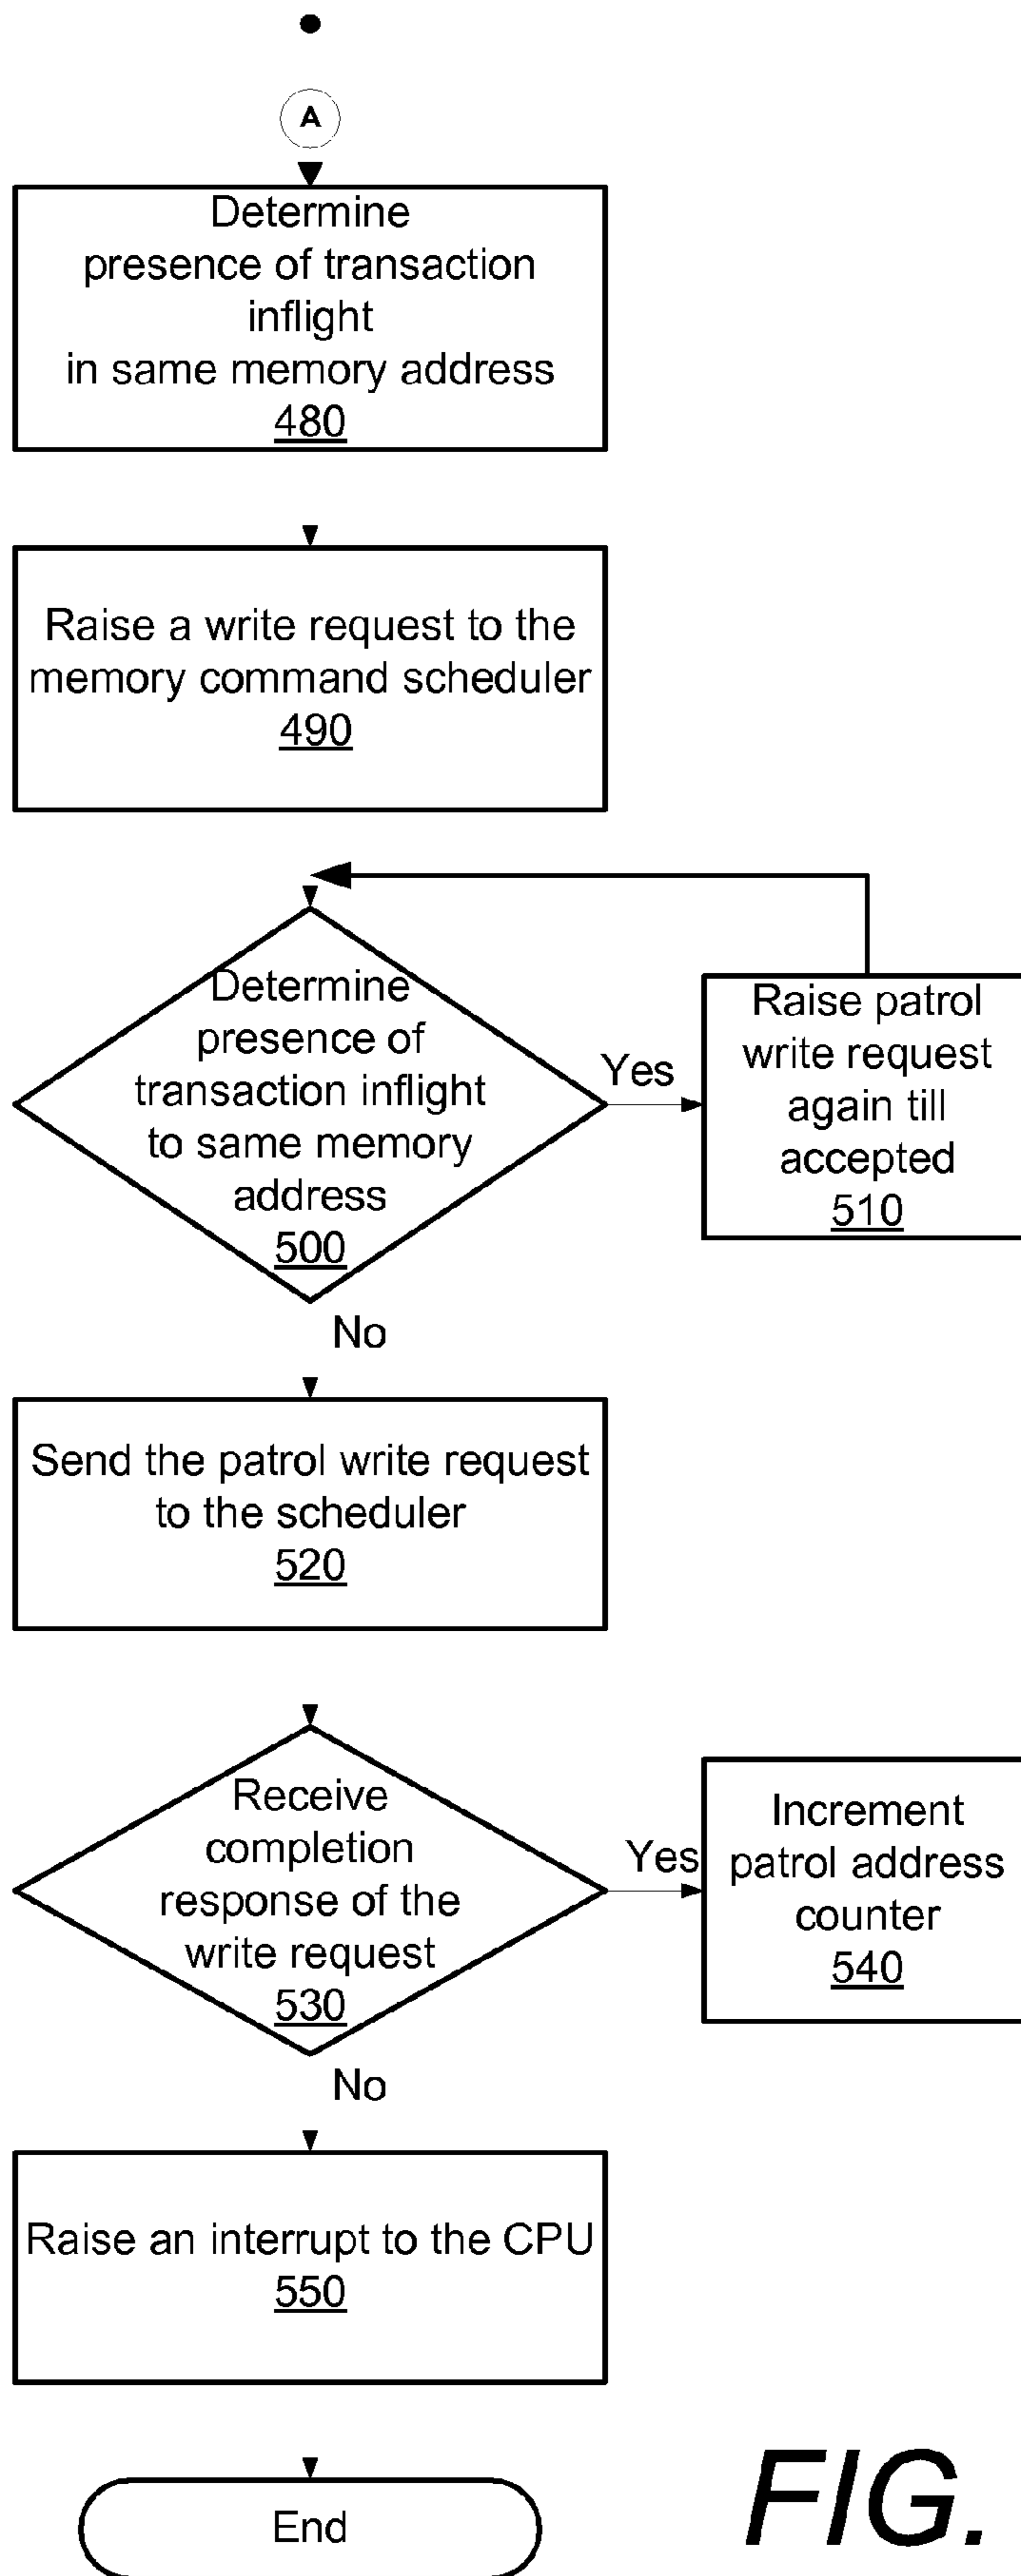 A
Determine
presence of transaction
inflight
in same memory address
480
Raise a write request to the
memory command scheduler
490
Determine
presence of
transaction inflight
to same memory
address
500
Yes
Raise patrol
write request
again till
accepted
510
No
Send the patrol write request
to the scheduler
520
Receive
completion
response of the
write request
530
Yes
Increment
patrol address
counter
540
No
Raise an interrupt to the CPU
550
End
FIG.